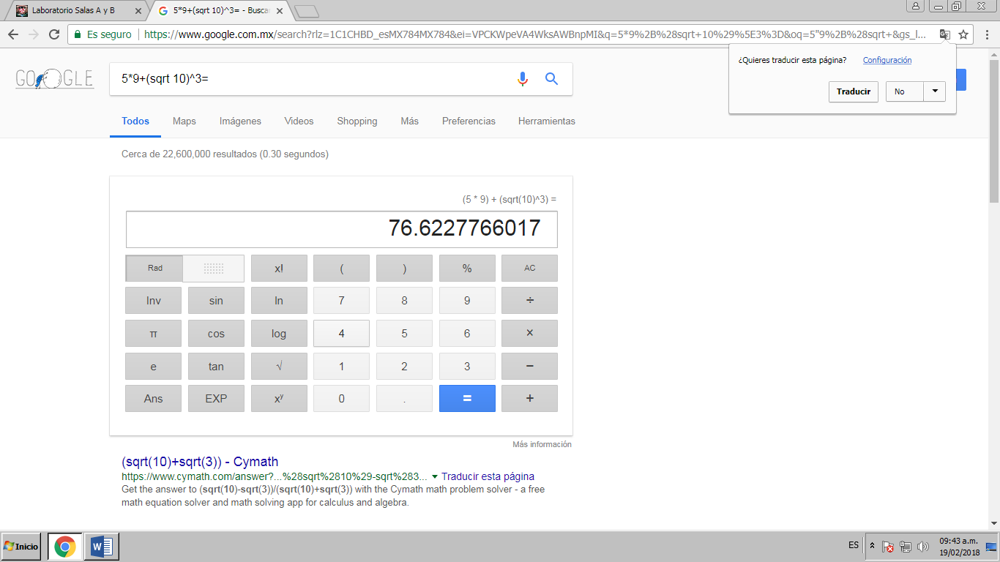 Laboratorio Salas A y B
5*9+(sqrt 10)^3= - Busca
Es seguro
https://www.google.com.mx/search?rlz=1C1CHBD_esMX784MX784&ei=VPCKWpeVA4WksAWBnpMI&q=5*9%2B%28sqrt+10%29%5E3%3D&oq=5"9%2B%28sqrt+&gs_l...
¿Quieres traducir esta página? Configuración
Traducir No
GOOGLE
5*9+(sqrt 10)^3=
Todos Maps Imágenes Videos Shopping Más Preferencias Herramientas
Cerca de 22,600,000 resultados (0.30 segundos)
(5 * 9) + (sqrt(10)^3) =
76.6227766017
Rad x! ( ) % AC
Inv sin ln 7 8 9 ÷
π cos log 4 5 6 ×
e tan √ 1 2 3 −
Ans EXP xʸ 0 . = +
Más información
(sqrt(10)+sqrt(3)) - Cymath
https://www.cymath.com/answer?...%28sqrt%2810%29-sqrt%283... Traducir esta página
Get the answer to (sqrt(10)-sqrt(3))/(sqrt(10)+sqrt(3)) with the Cymath math problem solver - a free
math equation solver and math solving app for calculus and algebra.
Inicio
ES
09:43 a.m.
19/02/2018